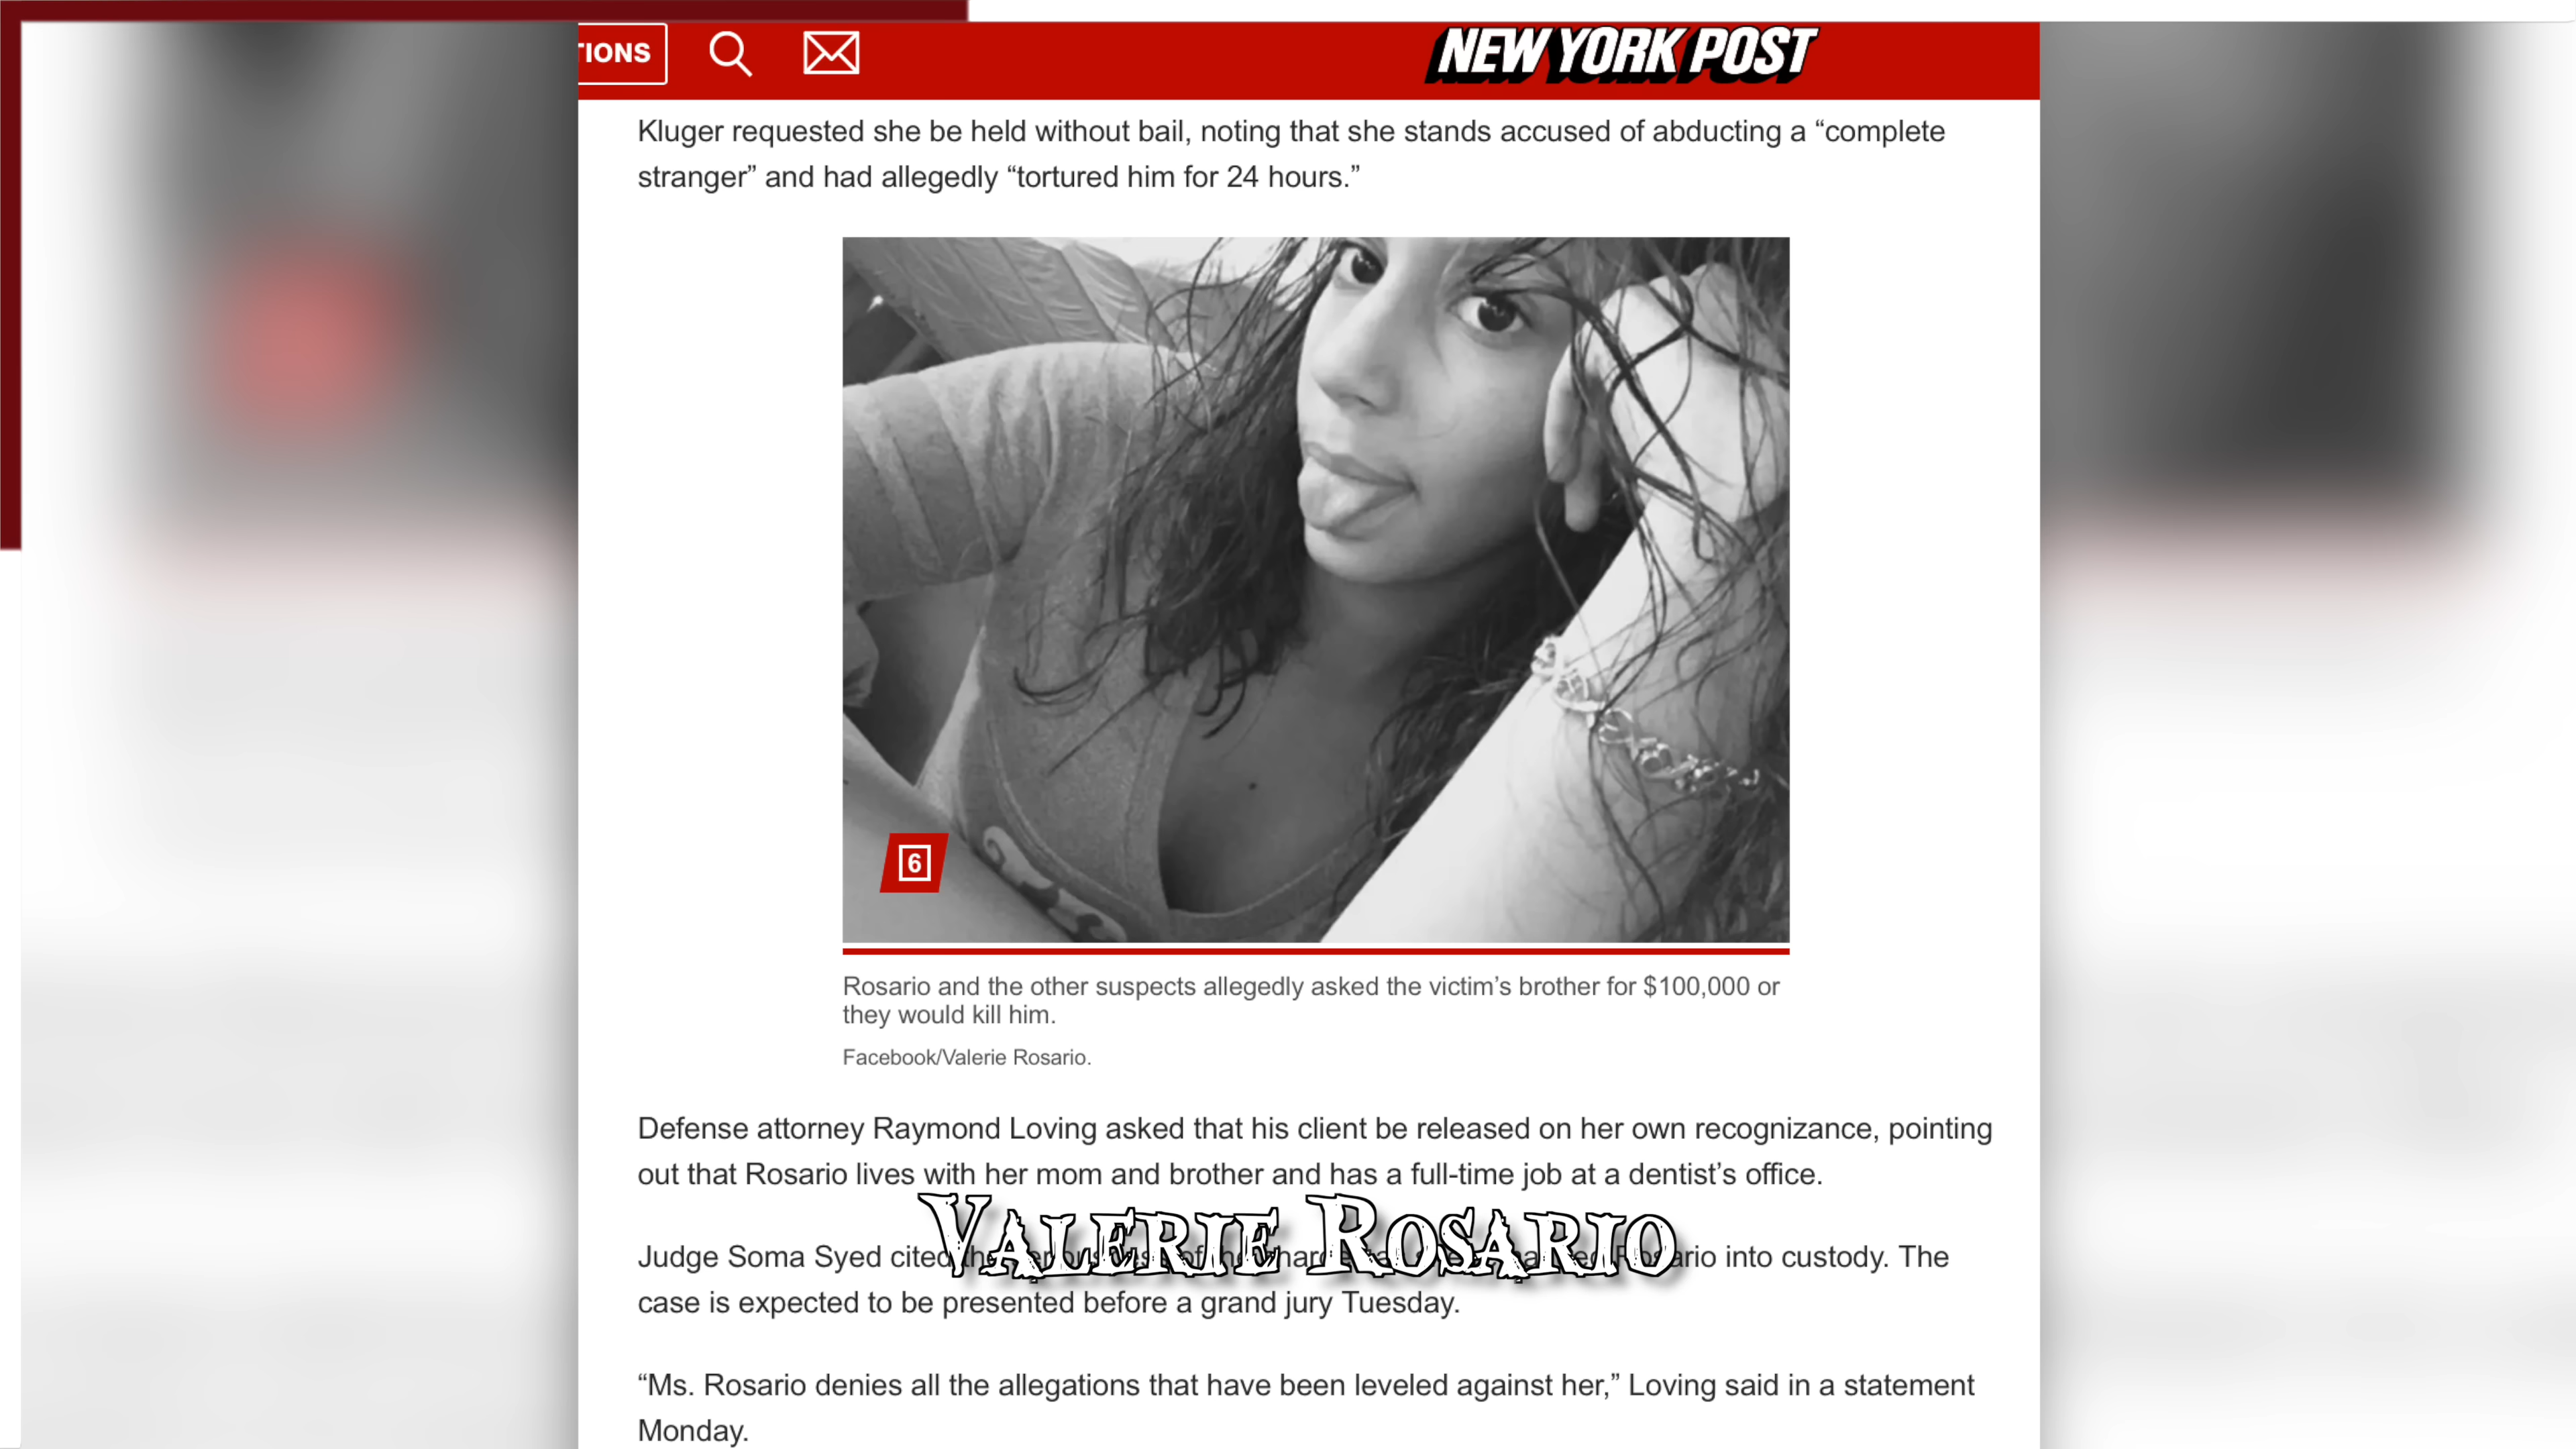 TIONS
NEW YORK POST
Kluger requested she be held without bail, noting that she stands accused of abducting a “complete
stranger” and had allegedly “tortured him for 24 hours.”
6
Rosario and the other suspects allegedly asked the victim’s brother for $100,000 or
they would kill him.
Facebook/Valerie Rosario.
Defense attorney Raymond Loving asked that his client be released on her own recognizance, pointing
out that Rosario lives with her mom and brother and has a full-time job at a dentist’s office.
Valerie Rosario
Judge Soma Syed cited into custody. The
case is expected to be presented before a grand jury Tuesday.
“Ms. Rosario denies all the allegations that have been leveled against her,” Loving said in a statement
Monday.